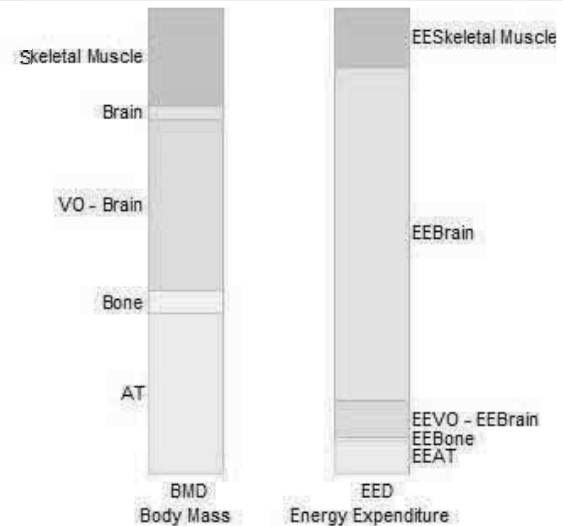 Skeletal Muscle
Brain
VO - Brain
Bone
AT
BMD
Body Mass
EESkeletal Muscle
EEBrain
EEVO - EEBrain
EEBone
EEAT
EED
Energy Expenditure